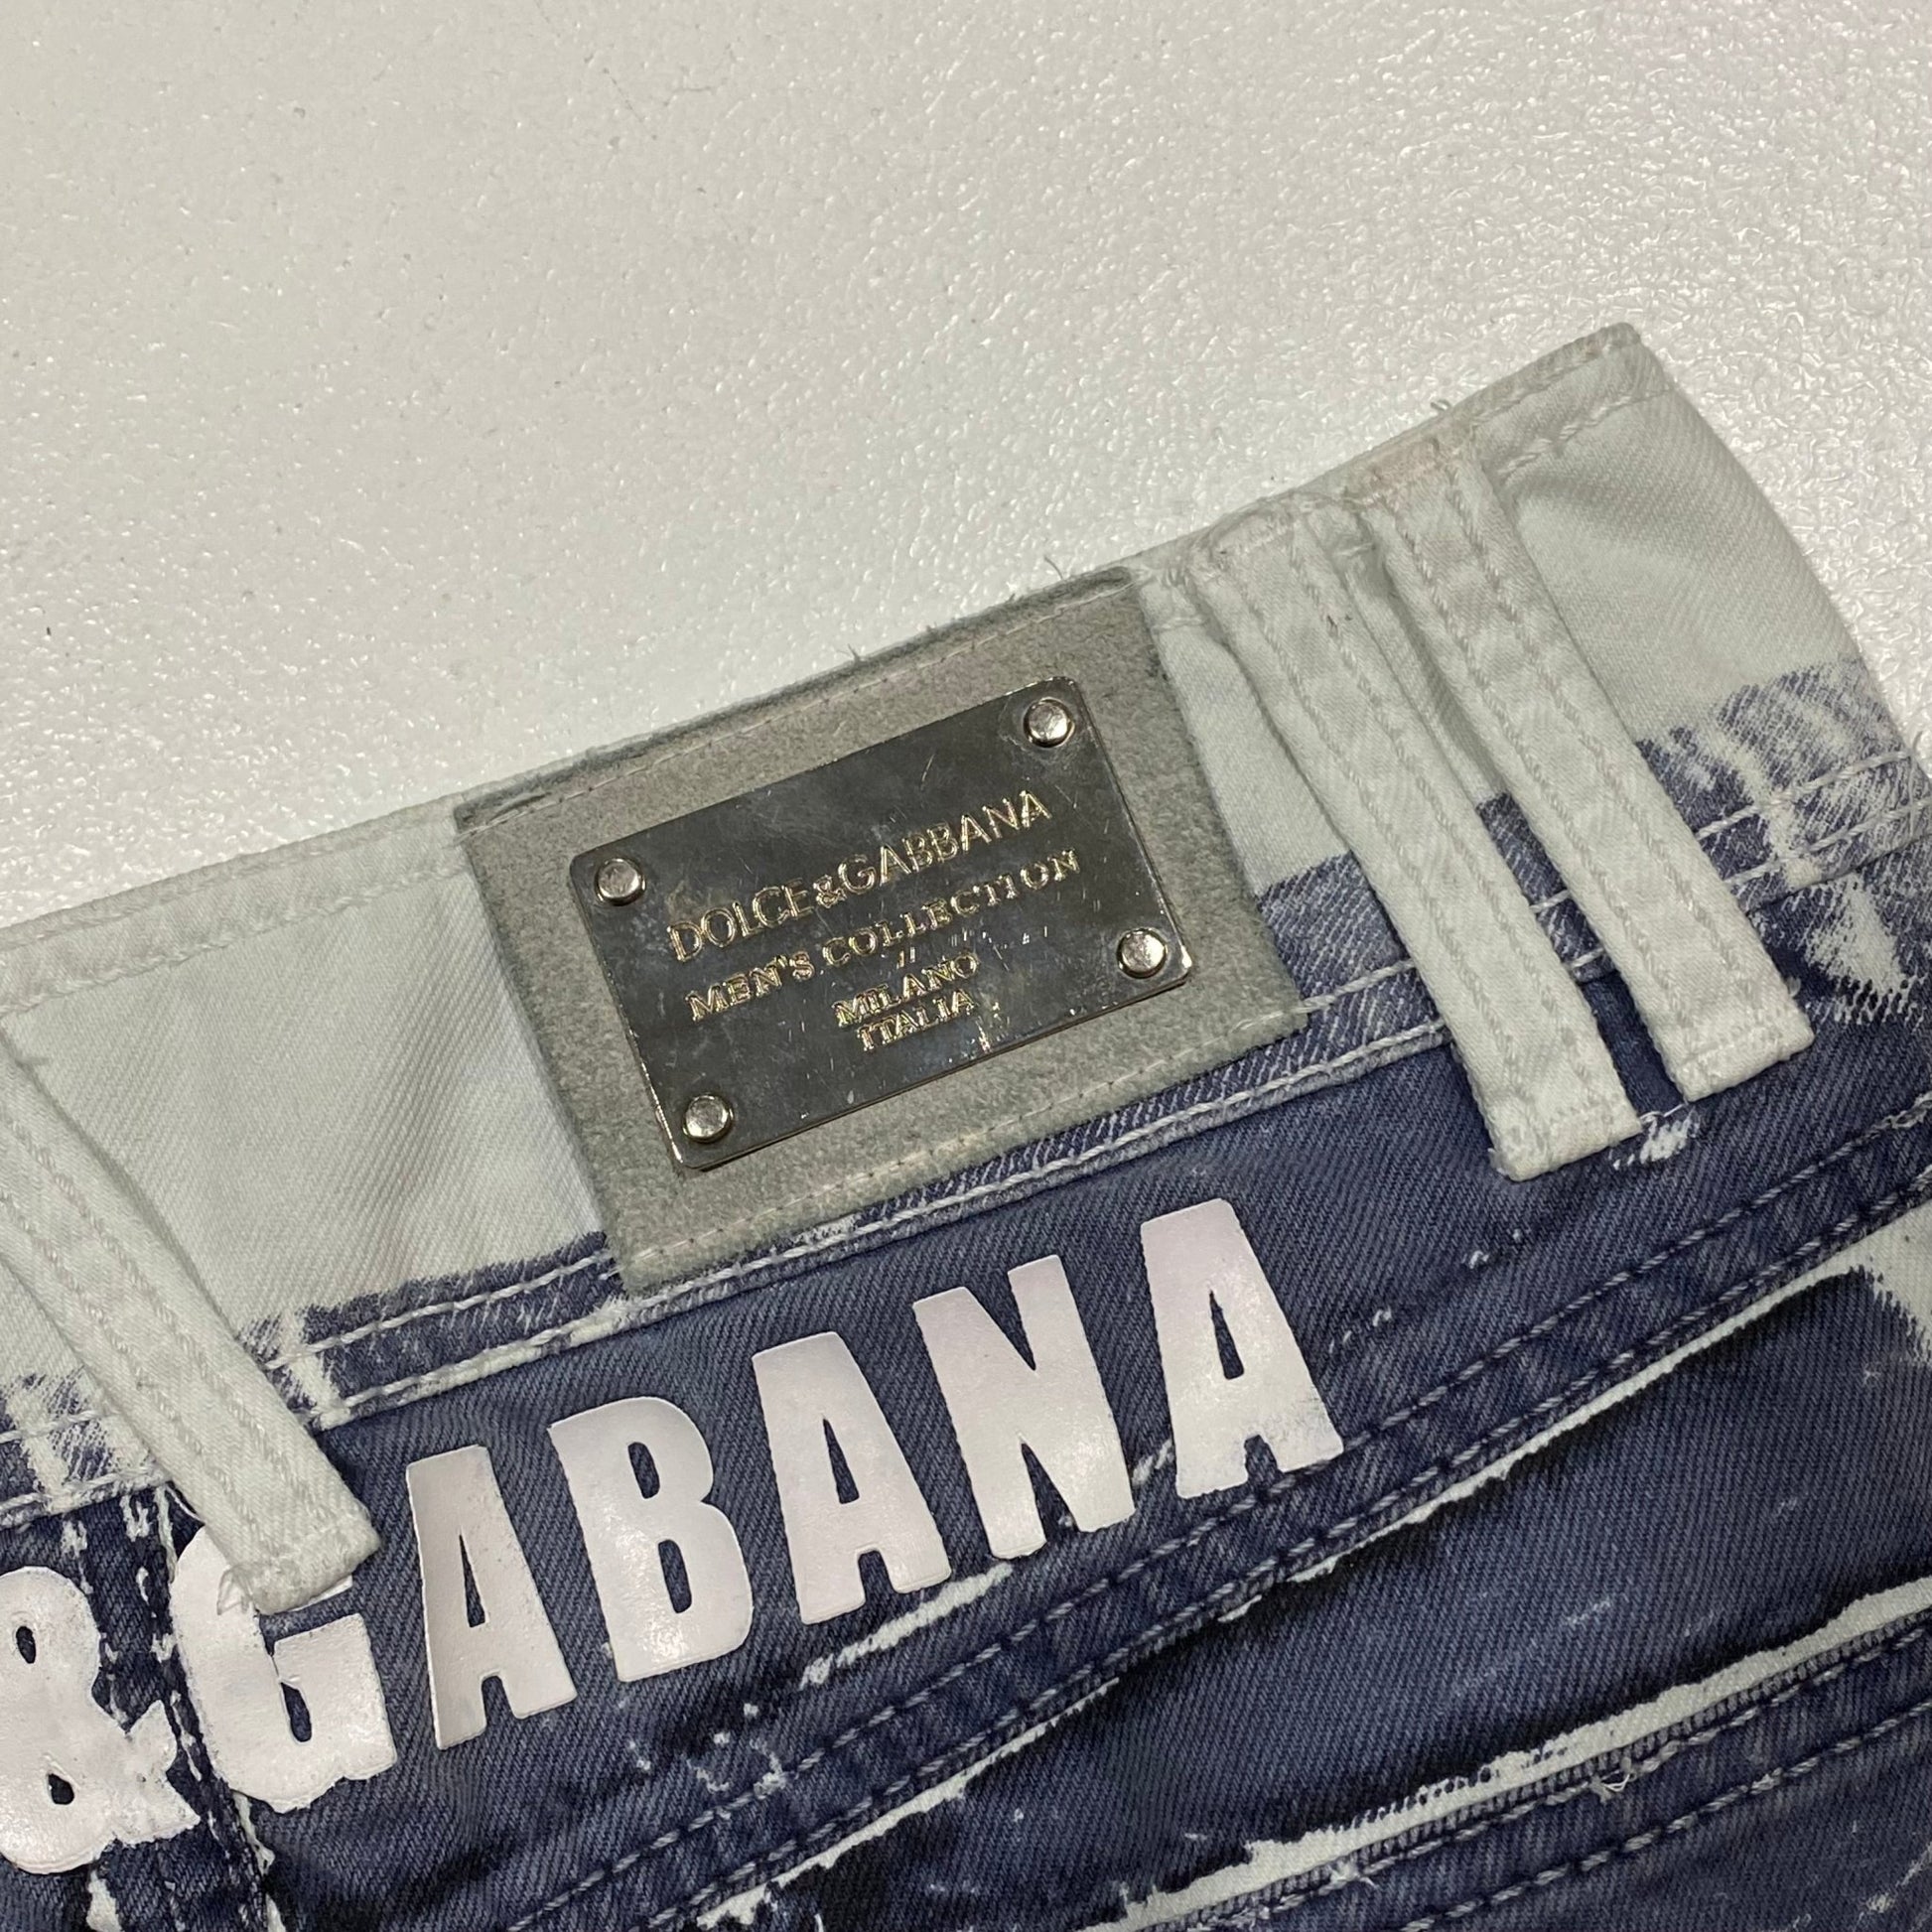 DOLCE&GABBANA
MEN'S COLLECTION
//
MILANO
ITALIA
&GABANA